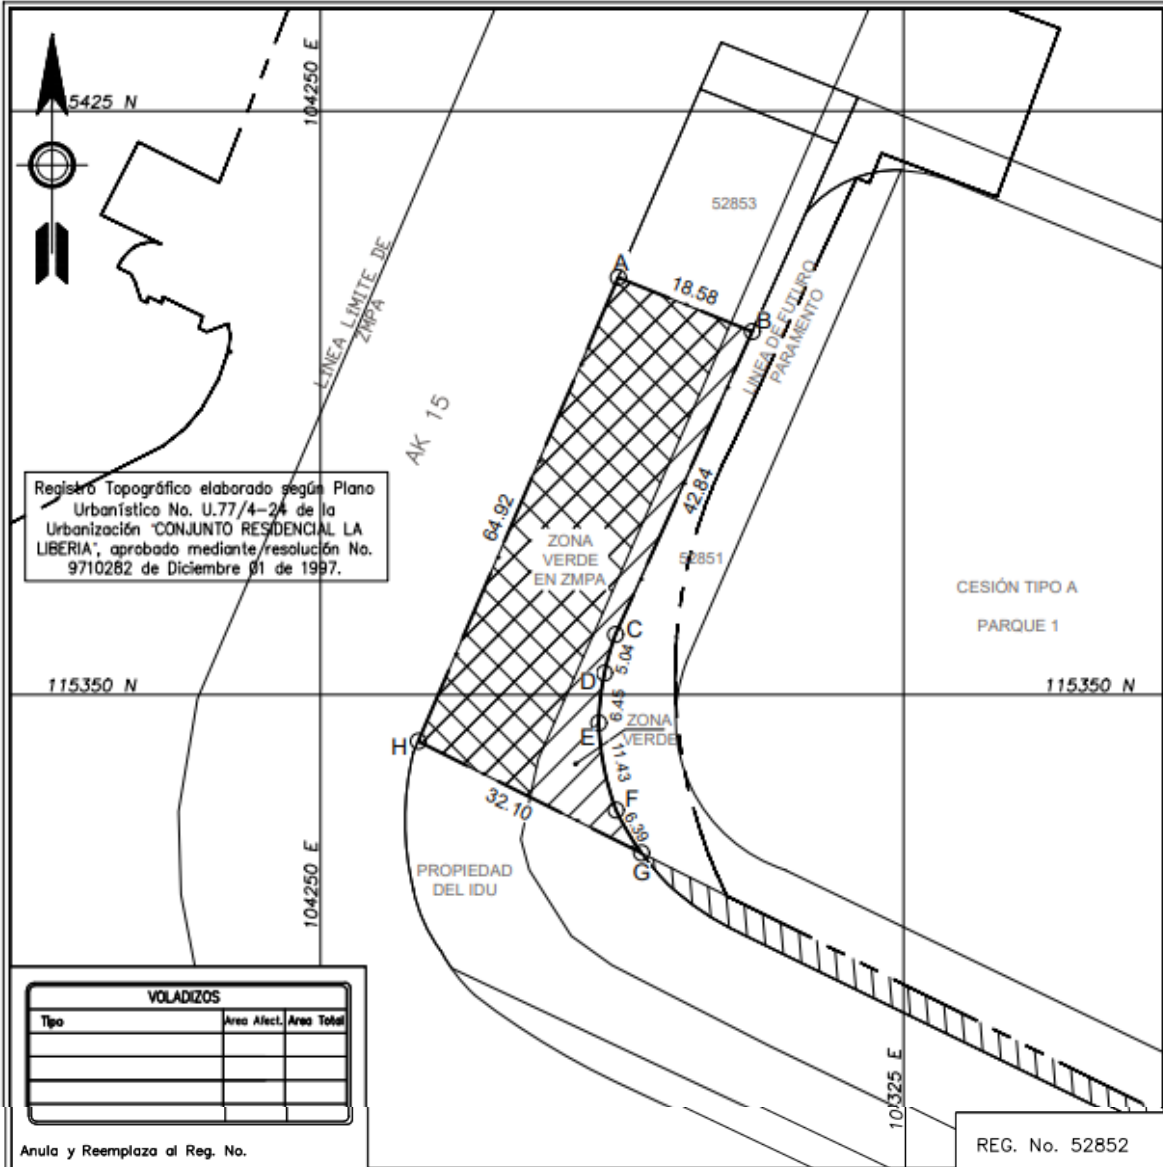 5425 N
104250 E
52853
A
18.58
B
LINEA LIMITE DE
ZMPA
LINEA DE FUTURO
PARAMENTO
AK 15
Registro Topográfico elaborado según Plano
Urbanístico No. U.77/4-24 de la
Urbanización "CONJUNTO RESIDENCIAL LA
LIBERIA", aprobado mediante resolución No.
9710282 de Diciembre 01 de 1997.
64.92
42.84
ZONA
VERDE
EN ZMPA
52851
CESIÓN TIPO A
PARQUE 1
C
5.04
D
115350 N
115350 N
6.45
E
ZONA
VERDE
H
11.43
32.10
F
6.39
G
PROPIEDAD
DEL IDU
104250 E
VOLADIZOS
Tipo
Area Afect.
Area Total
325 E
Anula y Reemplaza al Reg. No.
REG. No. 52852